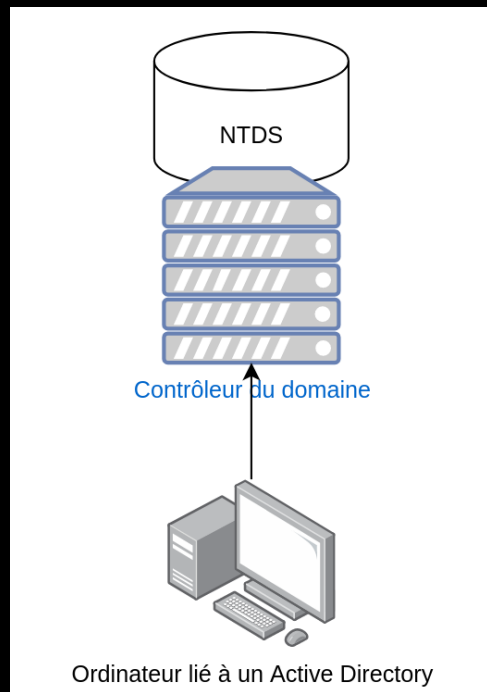 NTDS
Contrôleur du domaine
Ordinateur lié à un Active Directory